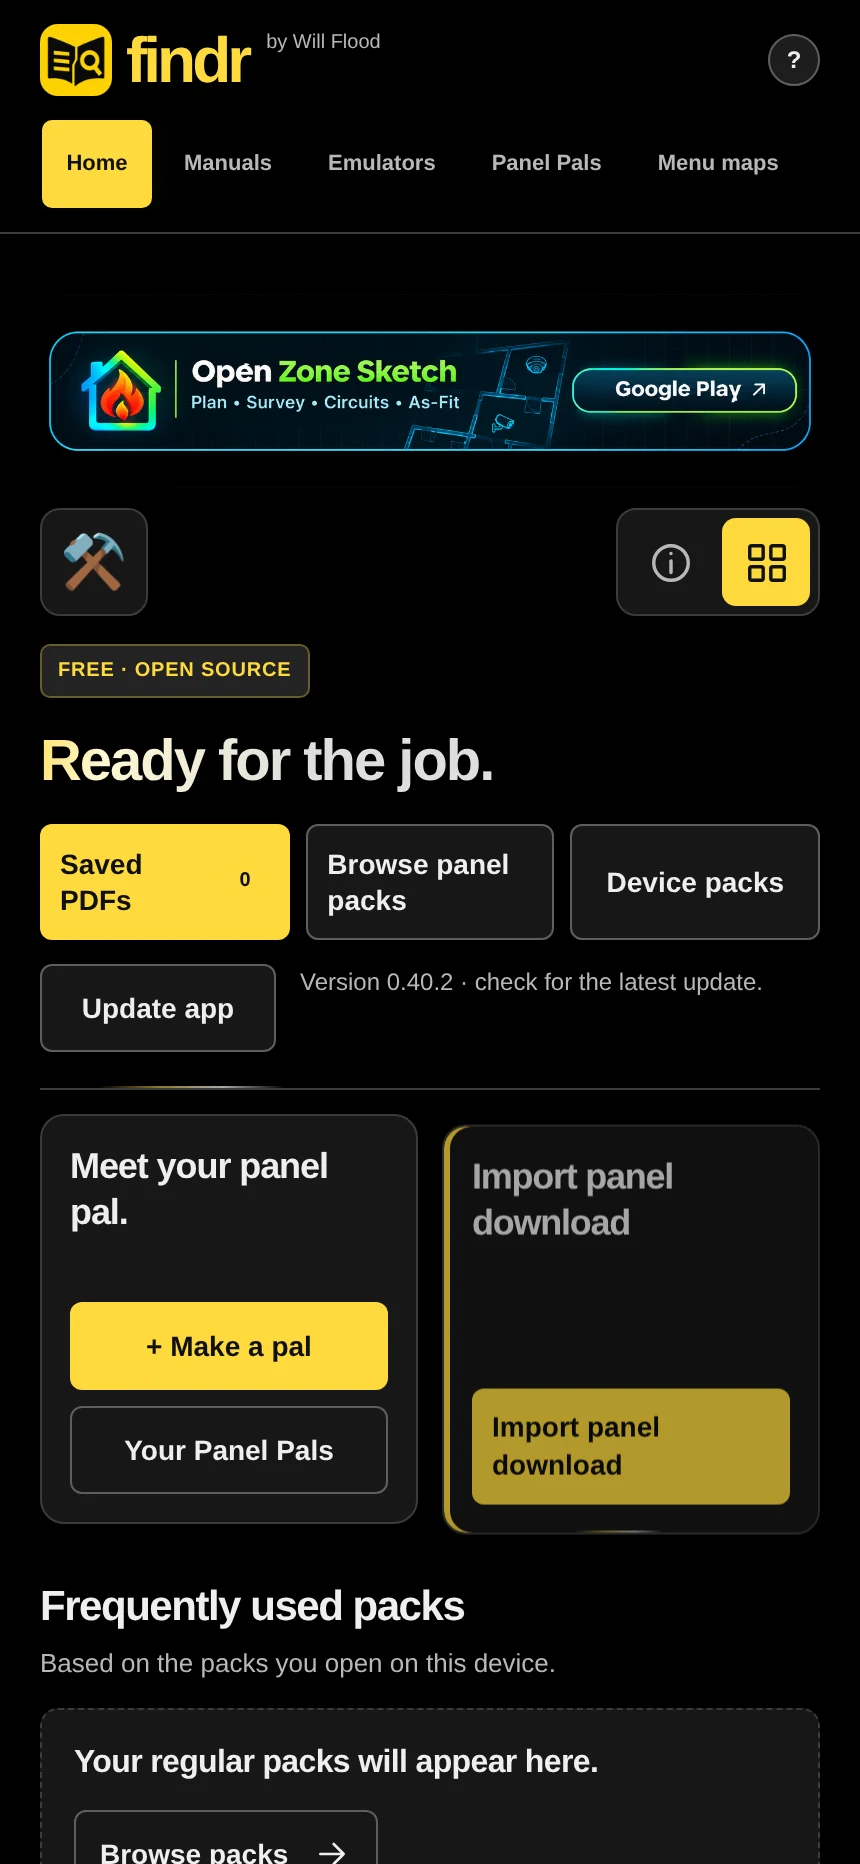 findr by Will Flood
?
Home Manuals Emulators Panel Pals Menu maps
Open Zone Sketch
Plan • Survey • Circuits • As-Fit
Google Play ↗
FREE · OPEN SOURCE
Ready for the job.
Saved
PDFs
0
Browse panel
packs
Device packs
Update app
Version 0.40.2 · check for the latest update.
Meet your panel
pal.
+ Make a pal
Your Panel Pals
Import panel
download
Import panel
download
Frequently used packs
Based on the packs you open on this device.
Your regular packs will appear here.
Browse packs →